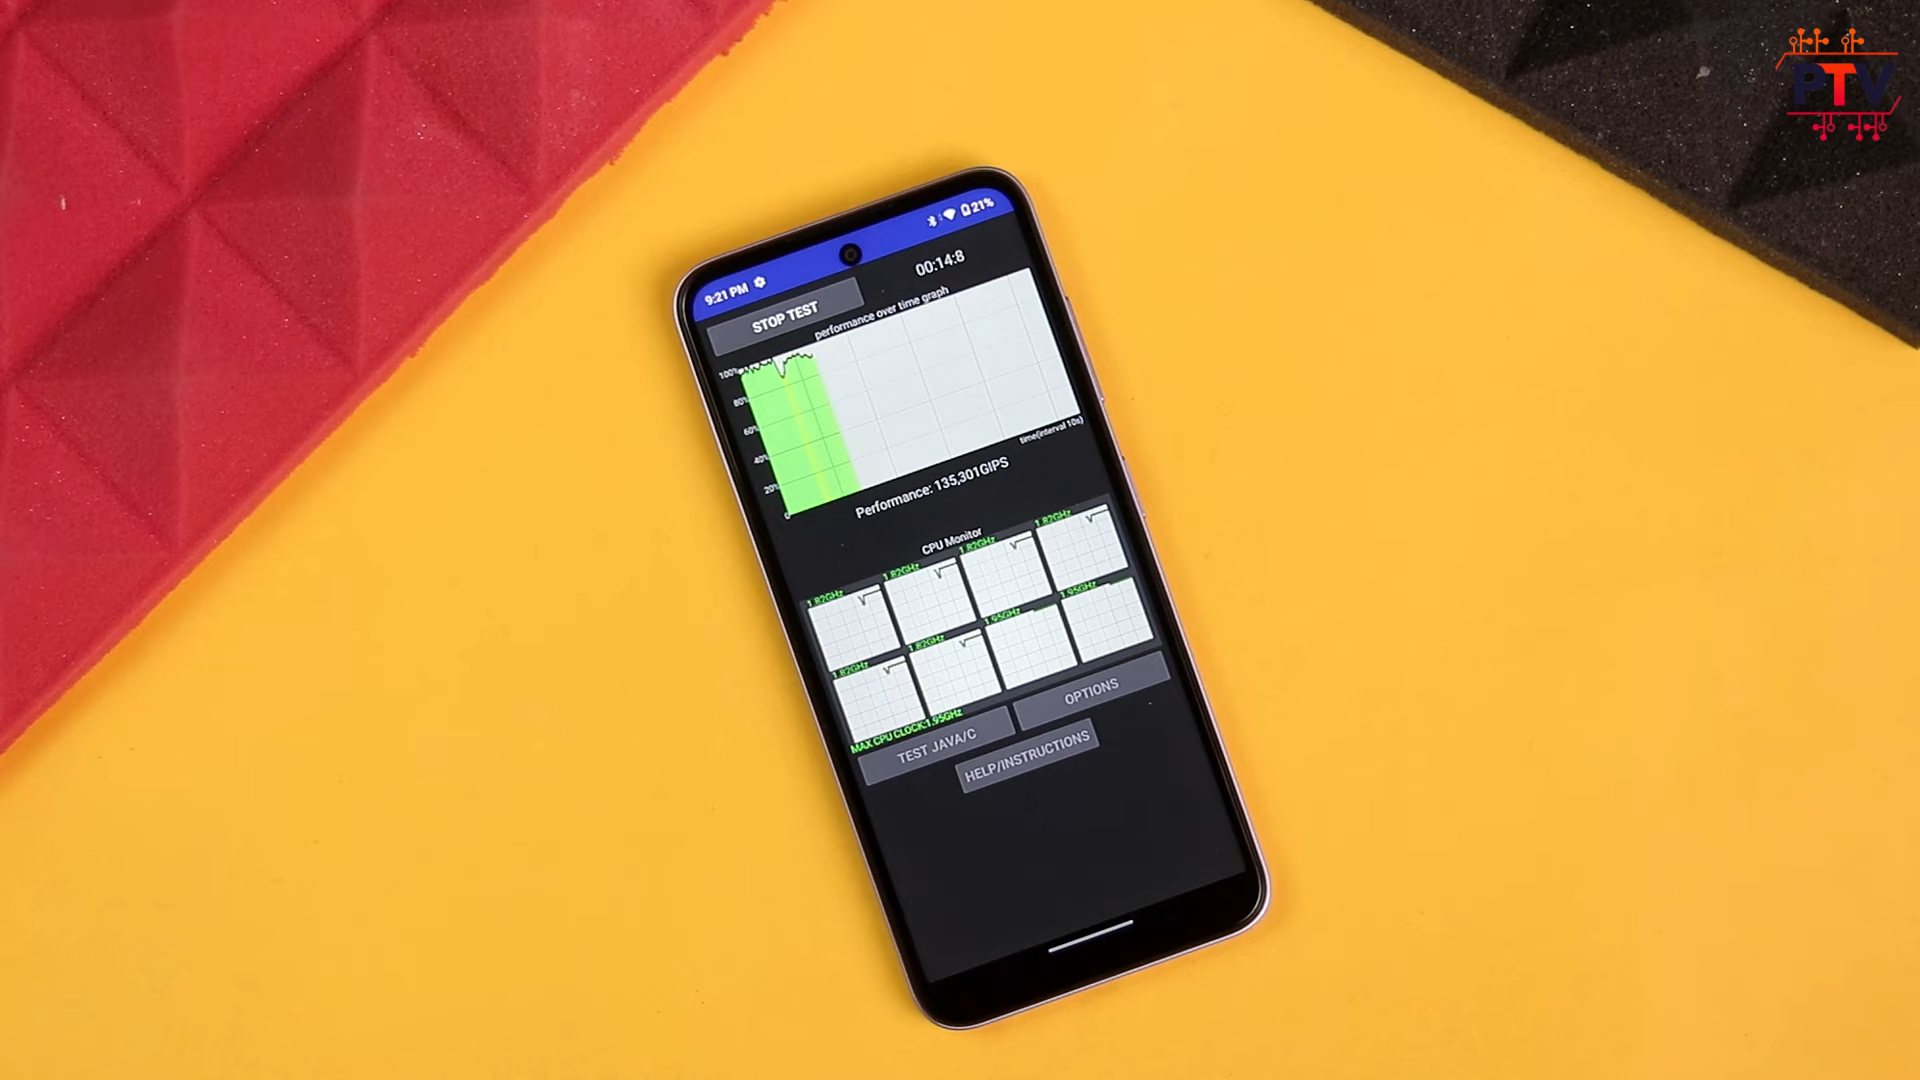 PTV
9:21 PM
21%
STOP TEST
00:14:8
performance over time graph
100%
80%
60%
40%
20%
0
time(interval 10s)
Performance: 135,301GIPS
CPU Monitor
1.82GHz
1.82GHz
1.82GHz
1.82GHz
1.82GHz
1.82GHz
1.95GHz
1.95GHz
MAX CPU CLOCK:1.95GHz
TEST JAVA/C
OPTIONS
HELP/INSTRUCTIONS